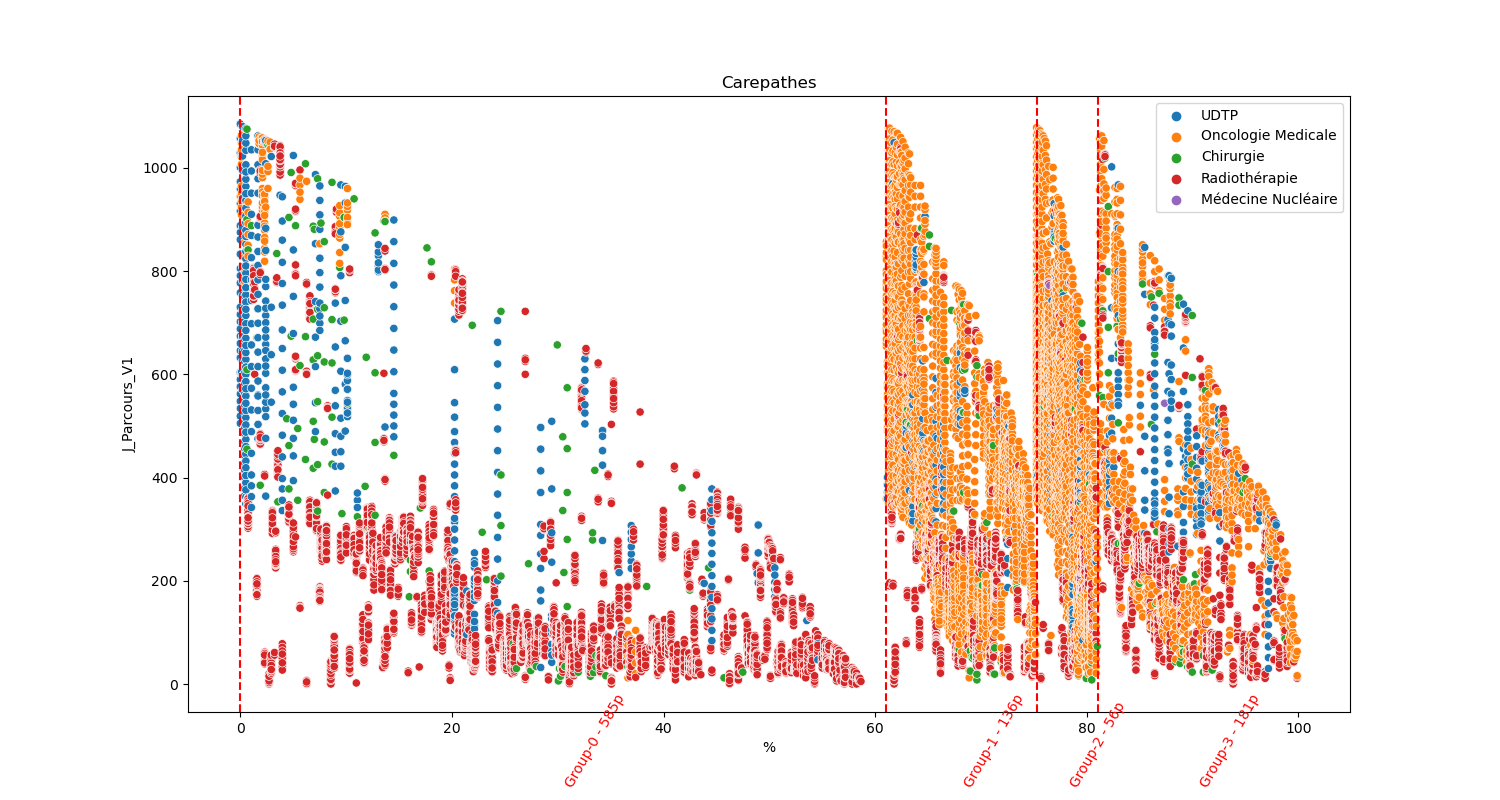 Carepathes
UDTP
Oncologie Medicale
Chirurgie
Radiothérapie
Médecine Nucléaire
J_Parcours_V1
1000
800
600
400
200
0
0 20 40 60 80 100
%
Group-0 - 585p
Group-1 - 136p
Group-2 - 56p
Group-3 - 181p